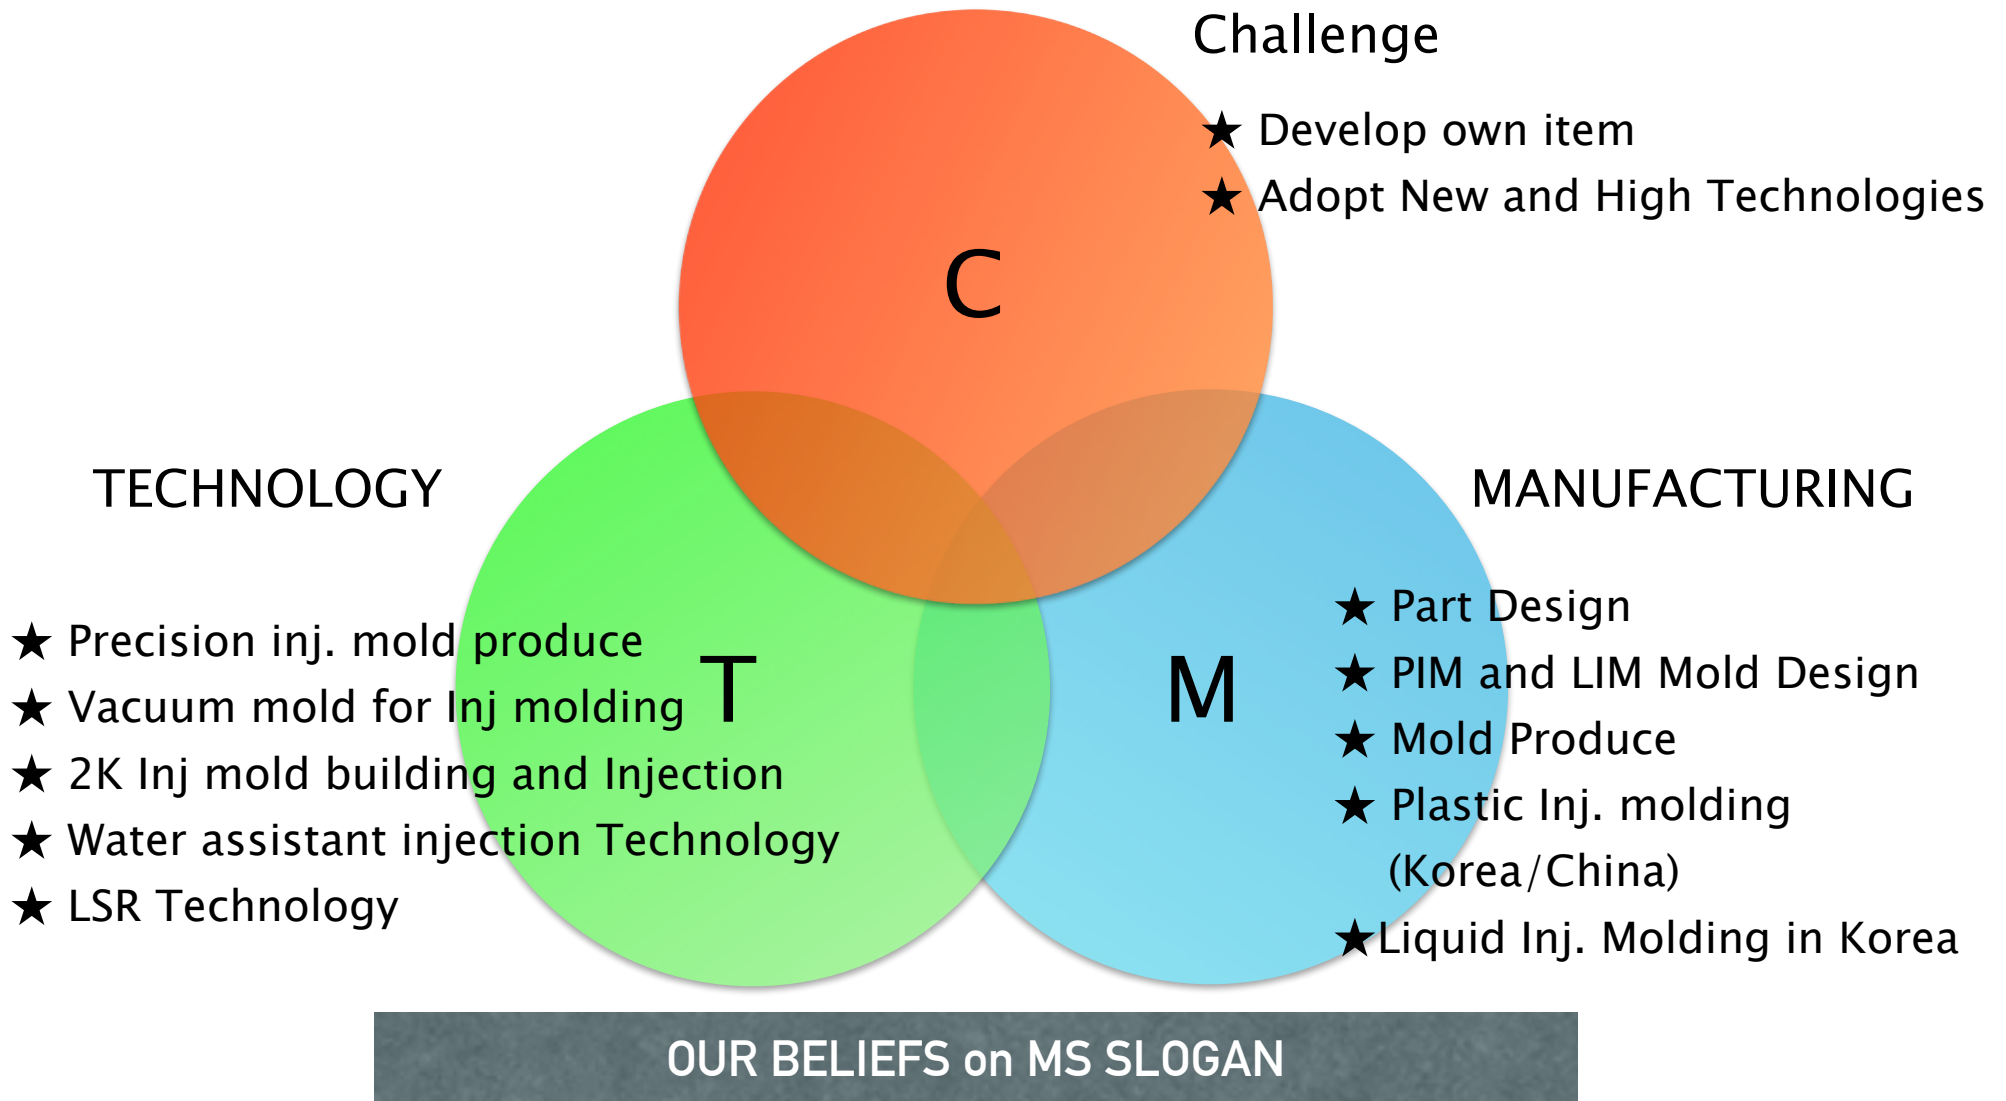 Challenge
★ Develop own item
★ Adopt New and High Technologies
C
TECHNOLOGY
★ Precision inj. mold produce
★ Vacuum mold for Inj molding
★ 2K Inj mold building and Injection
★ Water assistant injection Technology
★ LSR Technology
T
M
MANUFACTURING
★ Part Design
★ PIM and LIM Mold Design
★ Mold Produce
★ Plastic Inj. molding
(Korea/China)
★Liquid Inj. Molding in Korea
OUR BELIEFS on MS SLOGAN